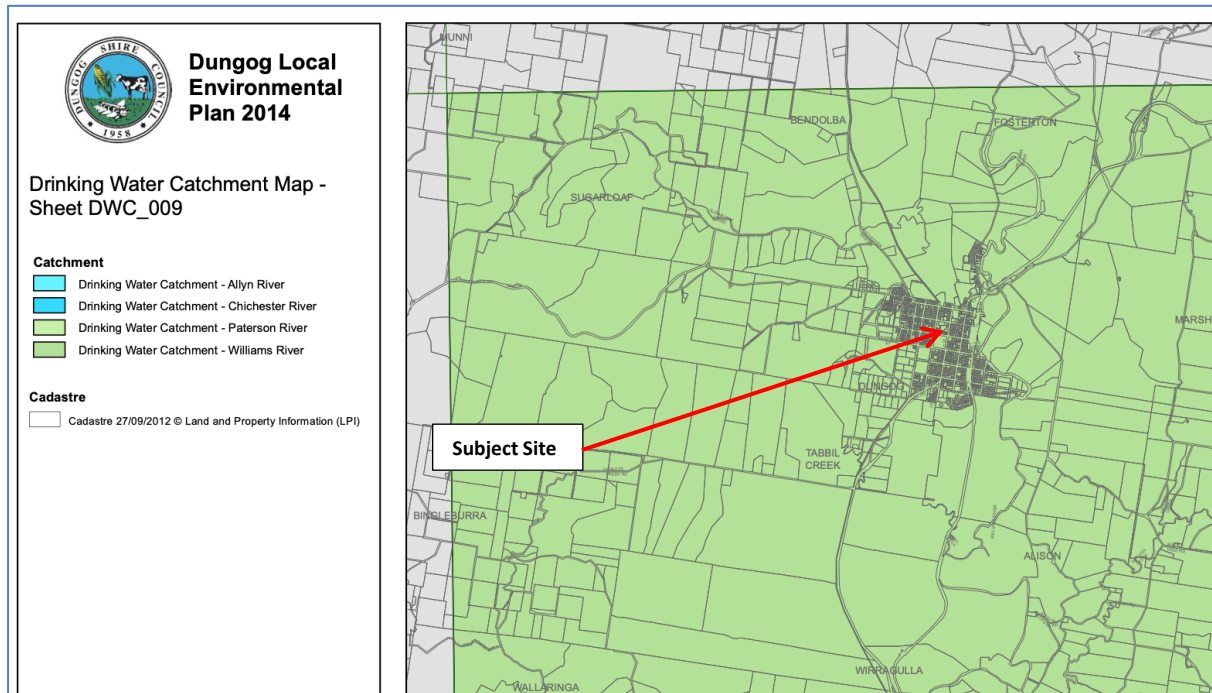 DUNGOG SHIRE COUNCIL
1958
Dungog Local
Environmental
Plan 2014
Drinking Water Catchment Map -
Sheet DWC_009
Catchment
Drinking Water Catchment - Allyn River
Drinking Water Catchment - Chichester River
Drinking Water Catchment - Paterson River
Drinking Water Catchment - Williams River
Cadastre
Cadastre 27/09/2012 © Land and Property Information (LPI)
MUNNI
BENDOLBA
FOSTERTON
SUGARLOAF
MARSH
DUNGOG
Subject Site
TABBIL
CREEK
BINGLEBURRA
ALISON
WIRRAGULLA
WALLARINGA